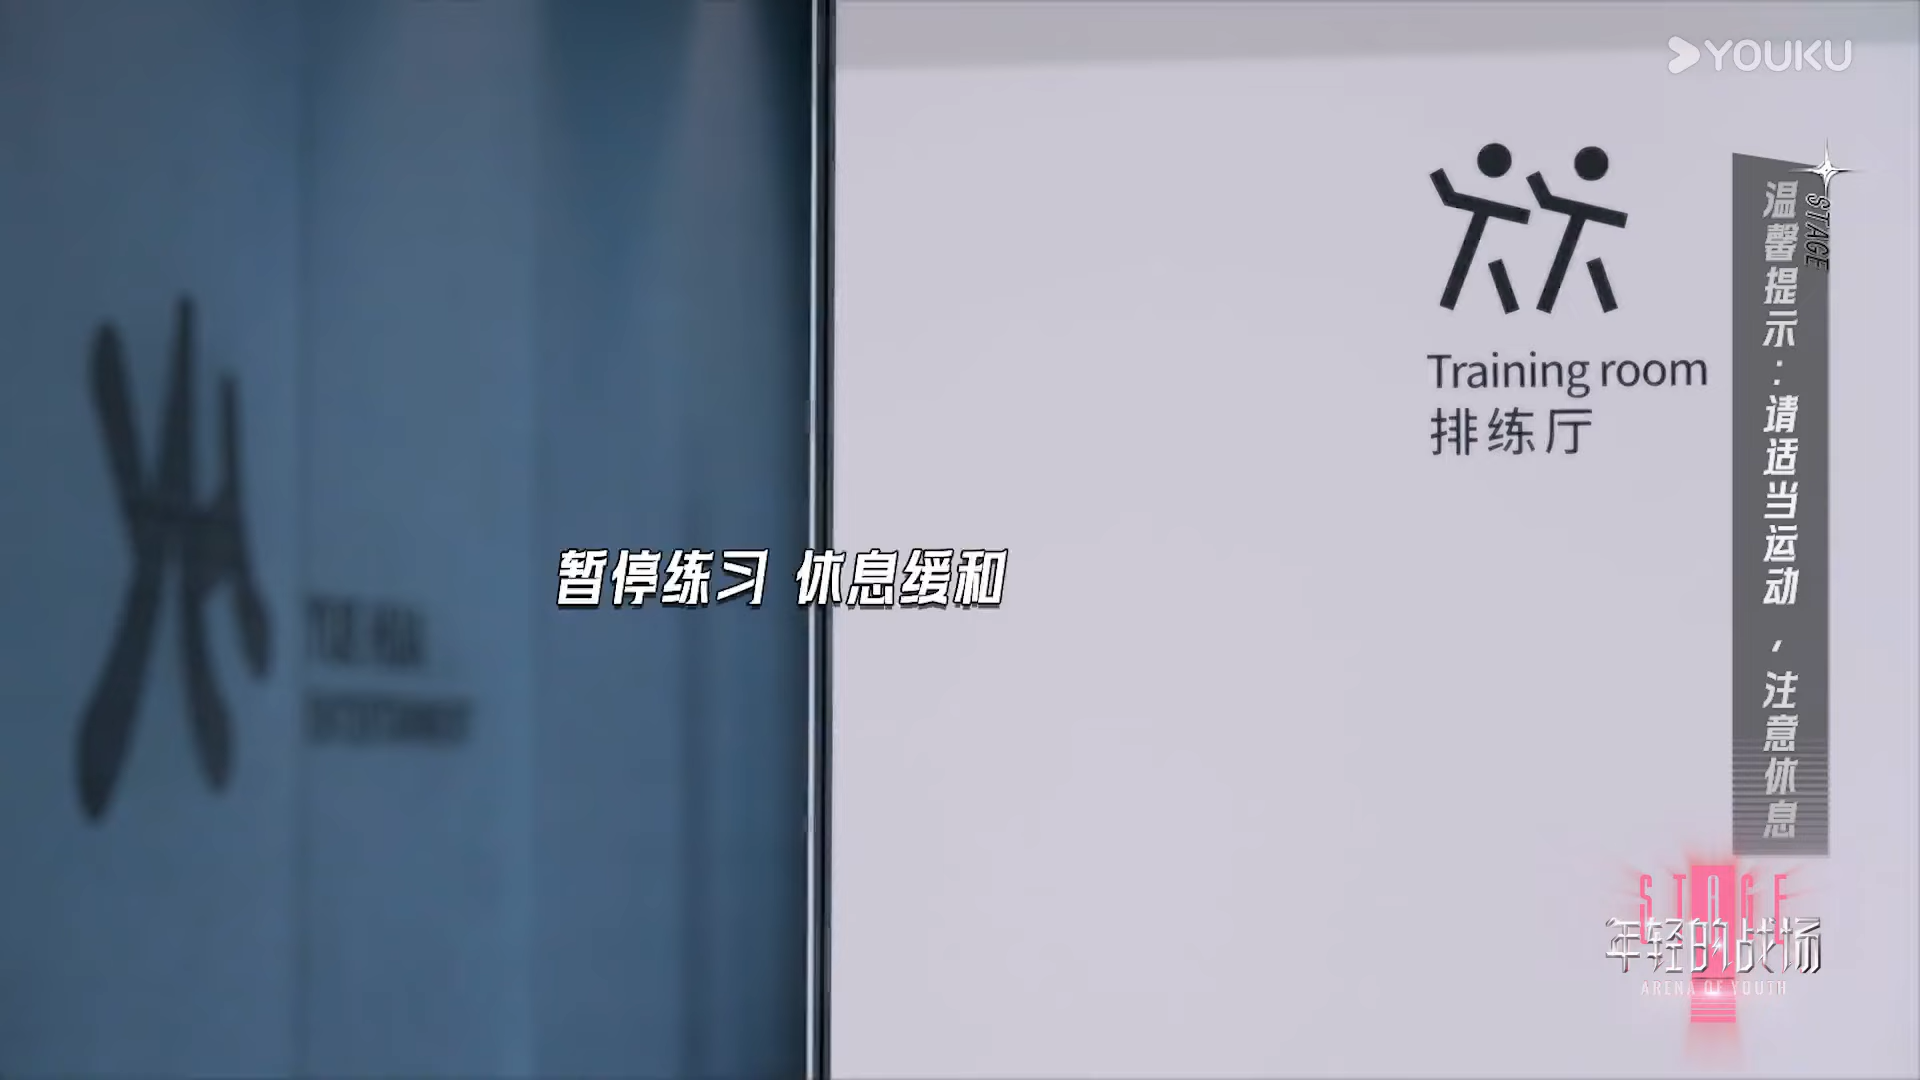 YOUKU
Training room
排练厅
STAGE
温馨提示：请适当运动，注意休息
暂停练习 休息缓和
STAGE
年轻的战场
ARENA OF YOUTH